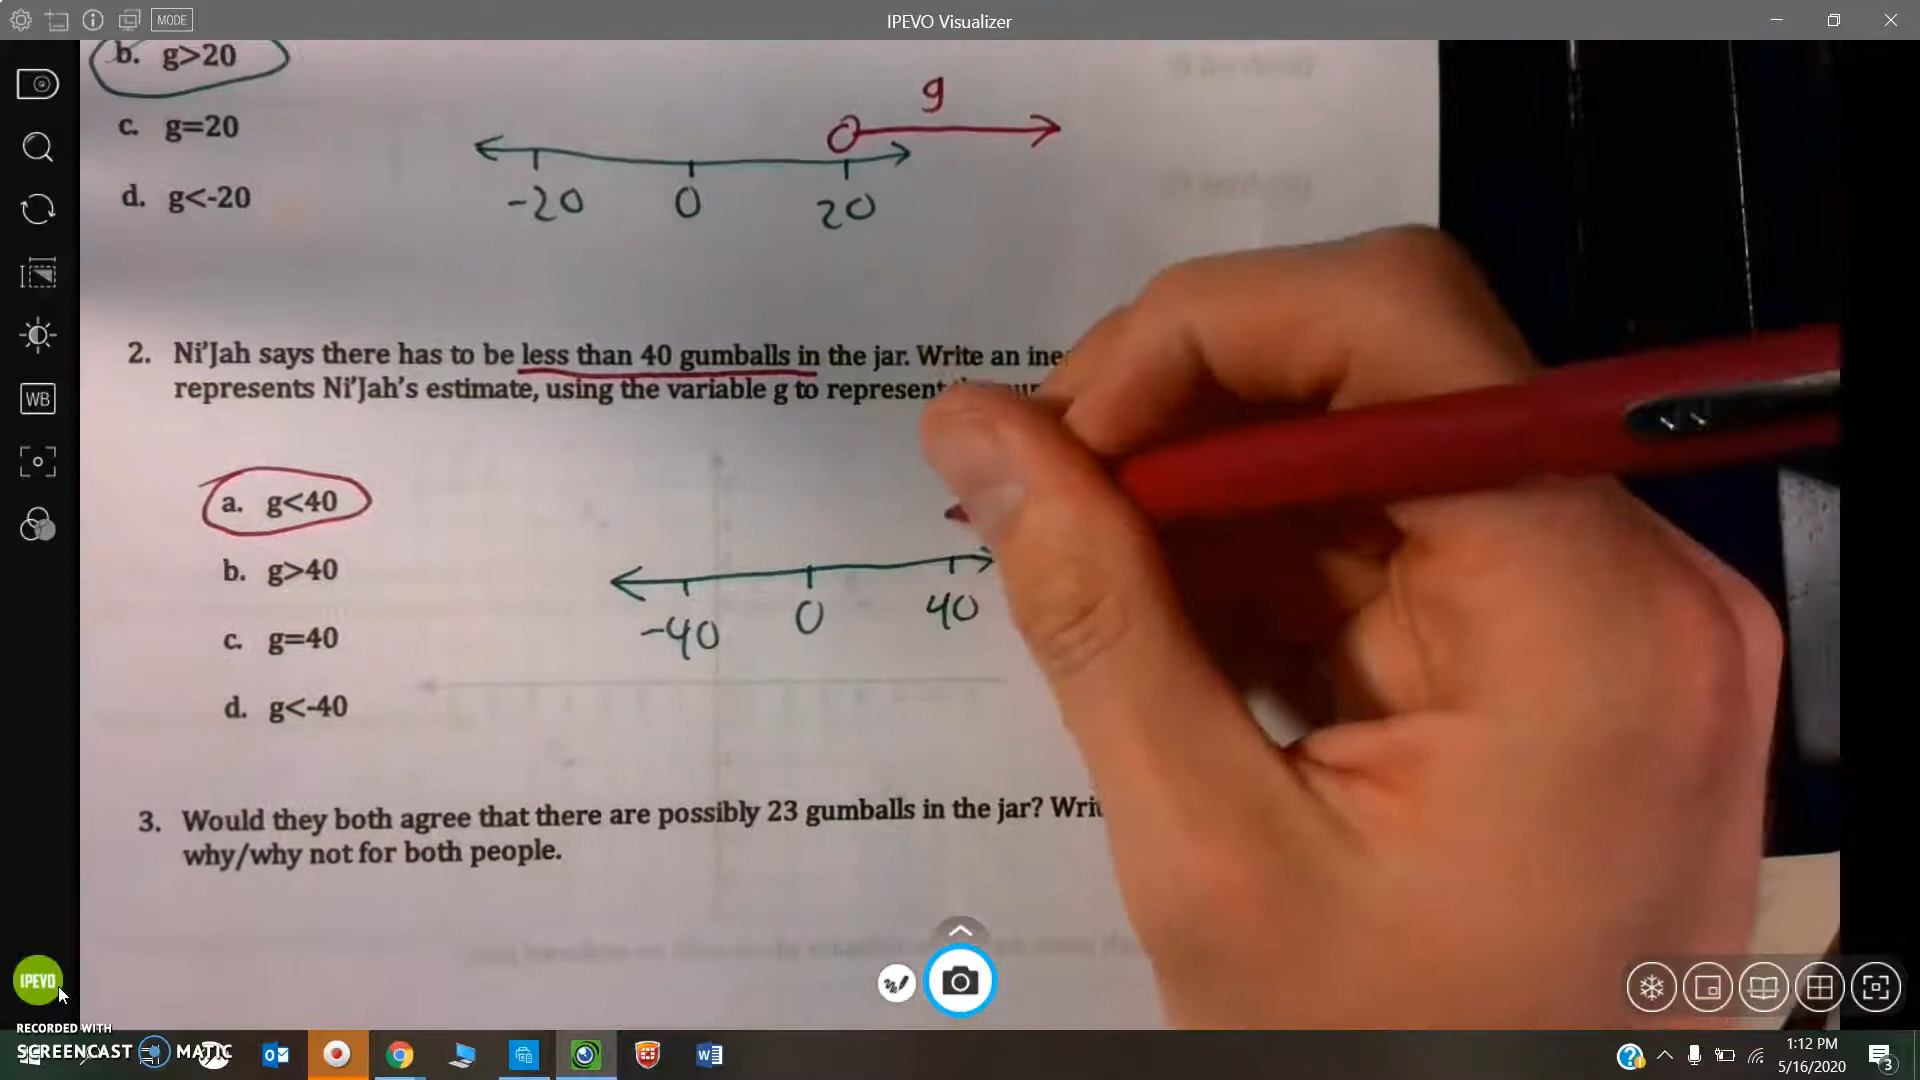 MODE
IPEVO Visualizer
b. g>20
g
c. g=20
d. g<-20
-20 0 20
WB
2. Ni'Jah says there has to be less than 40 gumballs in the jar. Write an
represents Ni'Jah's estimate, using the variable g to represent
a. g<40
b. g>40
-40 0 40
c. g=40
d. g<-40
3. Would they both agree that there are possibly 23 gumballs in the jar?
why/why not for both people.
IPEVO
RECORDED WITH
SCREENCAST MATIC
1:12 PM
5/16/2020
3